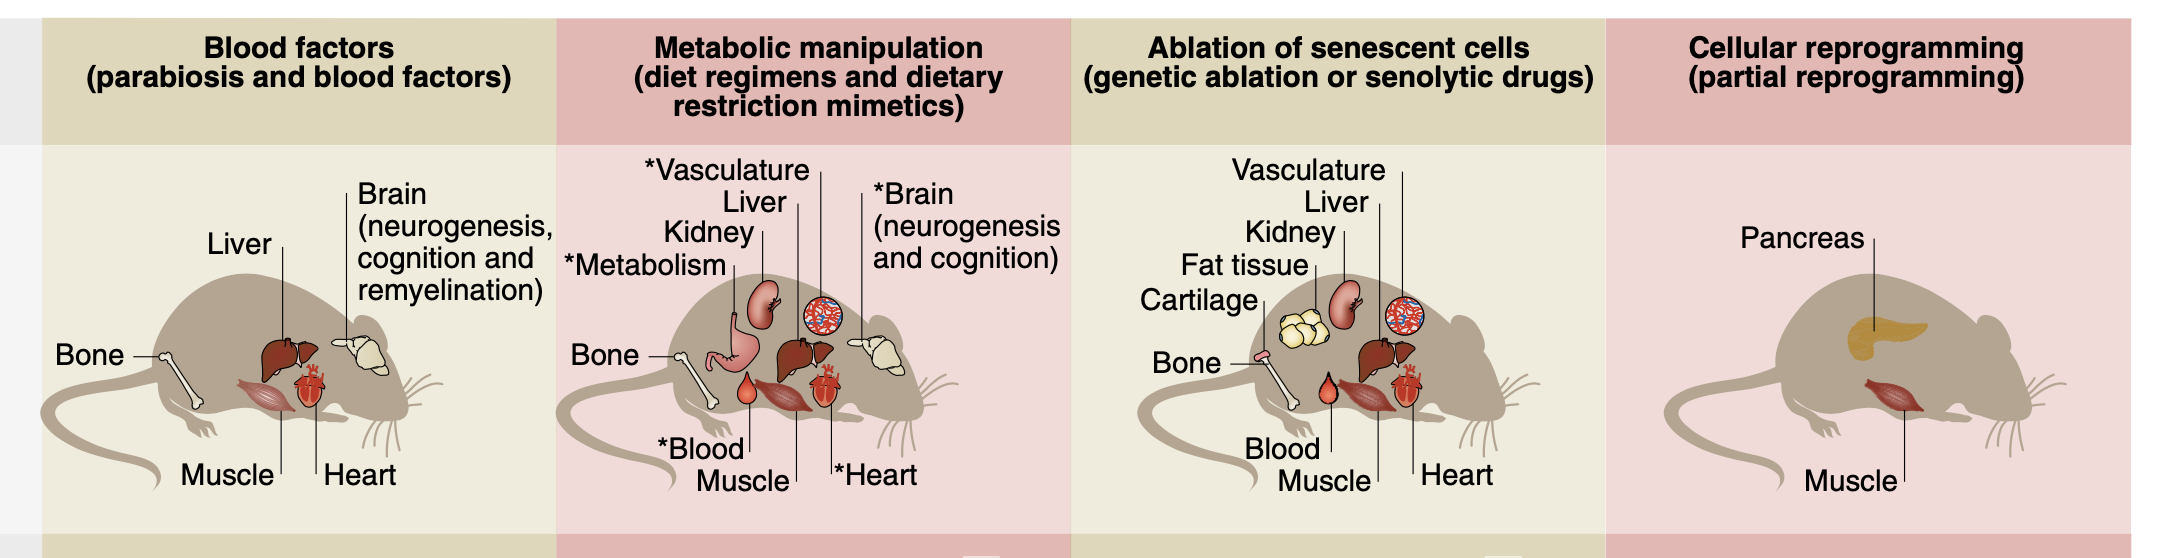 Blood factors
(parabiosis and blood factors)
Metabolic manipulation
(diet regimens and dietary
restriction mimetics)
Ablation of senescent cells
(genetic ablation or senolytic drugs)
Cellular reprogramming
(partial reprogramming)
Brain
(neurogenesis,
cognition and
remyelination)
Liver
Bone
Muscle
Heart
*Vasculature
Liver
Kidney
*Metabolism
*Brain
(neurogenesis
and cognition)
Bone
*Blood
Muscle
*Heart
Vasculature
Liver
Kidney
Fat tissue
Cartilage
Bone
Blood
Muscle
Heart
Pancreas
Muscle